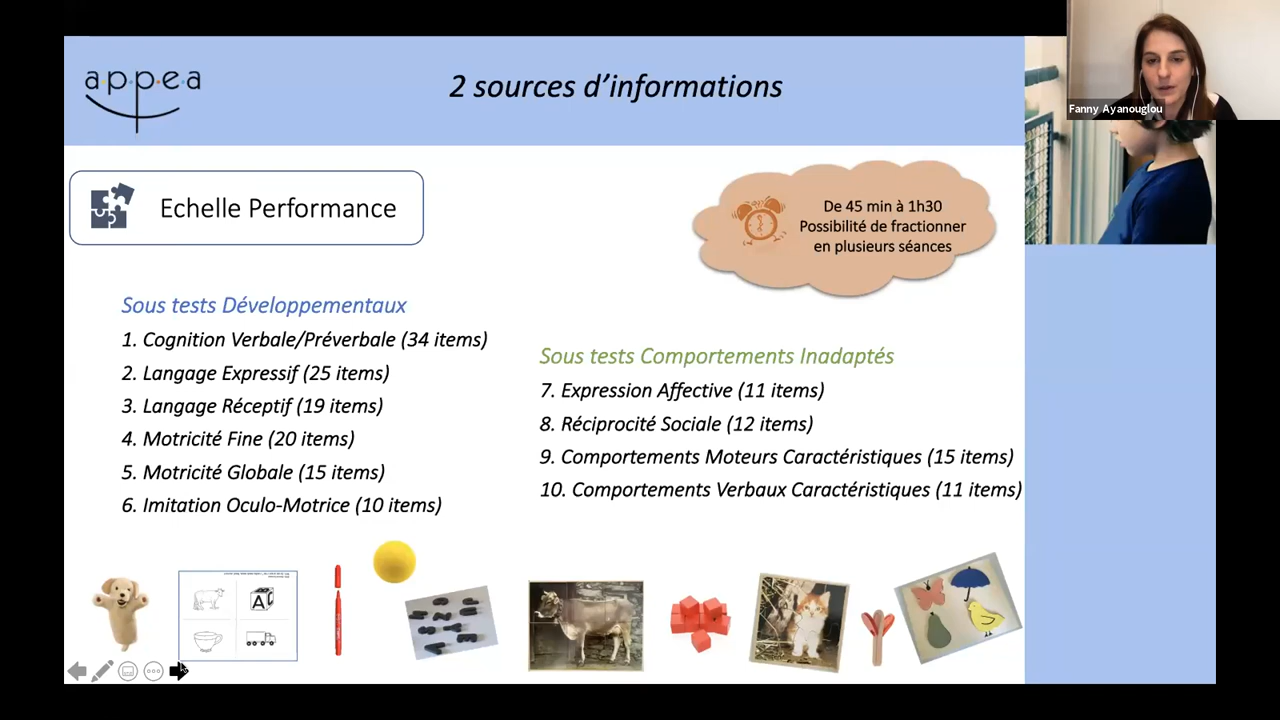 appea
2 sources d'informations
Fanny Ayanouglou
Echelle Performance
De 45 min à 1h30
Possibilité de fractionner
en plusieurs séances
Sous tests Développementaux
1. Cognition Verbale/Préverbale (34 items)
2. Langage Expressif (25 items)
3. Langage Réceptif (19 items)
4. Motricité Fine (20 items)
5. Motricité Globale (15 items)
6. Imitation Oculo-Motrice (10 items)
Sous tests Comportements Inadaptés
7. Expression Affective (11 items)
8. Réciprocité Sociale (12 items)
9. Comportements Moteurs Caractéristiques (15 items)
10. Comportements Verbaux Caractéristiques (11 items)
A